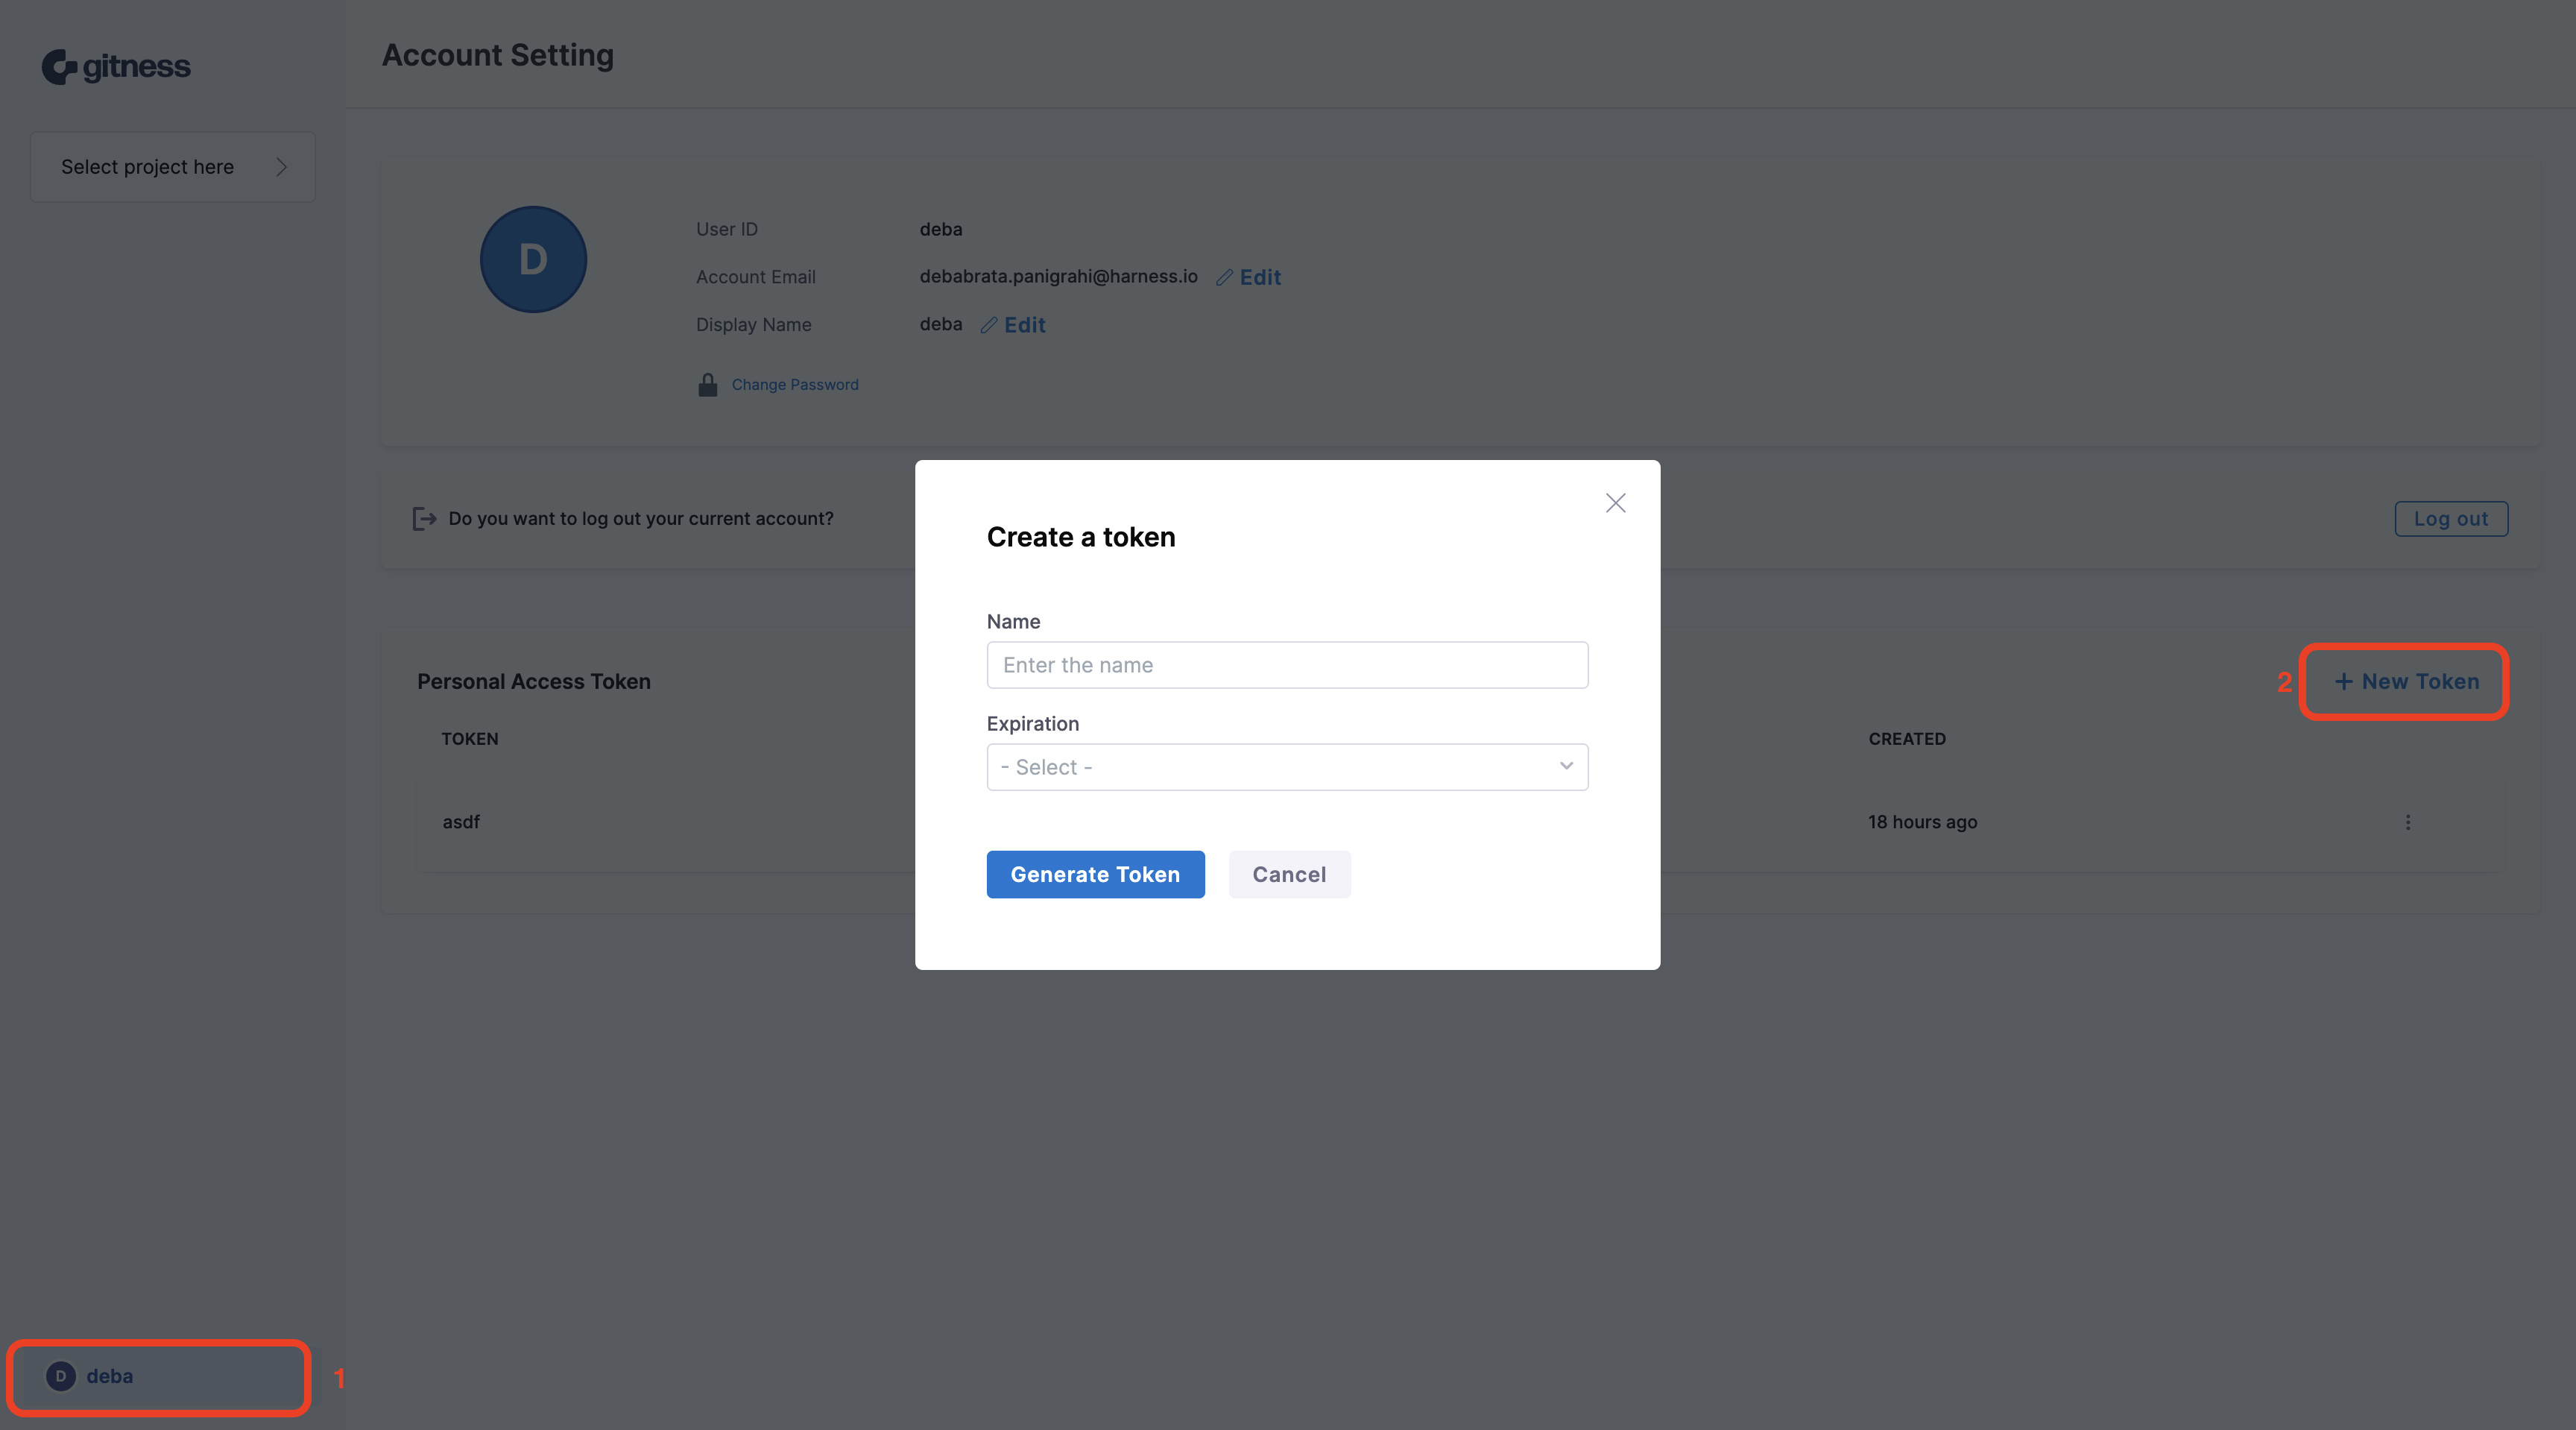 gitness
Select project here
Account Setting
D
User ID deba
Account Email debabrata.panigrahi@harness.io Edit
Display Name deba Edit
Change Password
Do you want to log out your current account? Log out
Create a token
Name
Enter the name
Expiration
- Select -
Generate Token Cancel
Personal Access Token 2 + New Token
TOKEN CREATED
asdf 18 hours ago
D deba 1